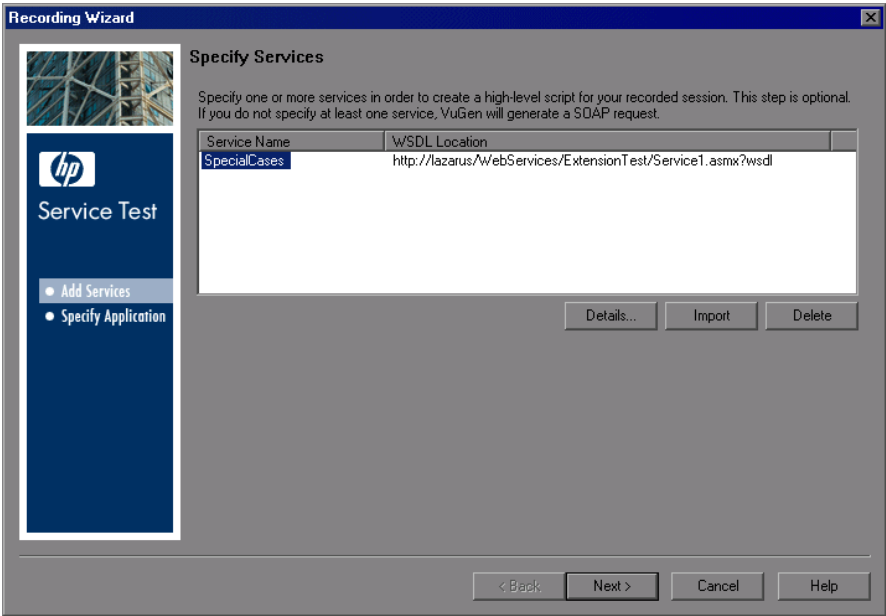 Recording Wizard
Specify Services
Specify one or more services in order to create a high-level script for your recorded session. This step is optional.
If you do not specify at least one service, VuGen will generate a SOAP request.
Service Name WSDL Location
SpecialCases http://lazarus/WebServices/ExtensionTest/Service1.asmx?wsdl
hp
Service Test
Add Services
Specify Application
Details... Import Delete
< Back Next > Cancel Help